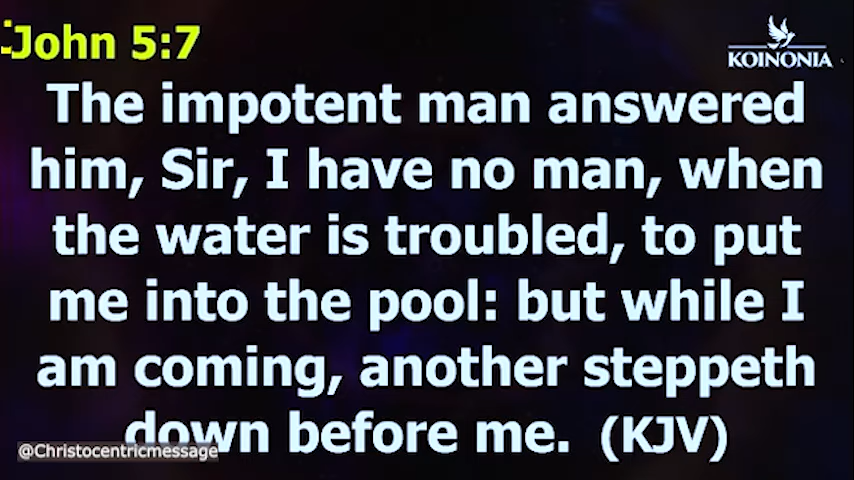 John 5:7
KOINONIA
The impotent man answered
him, Sir, I have no man, when
the water is troubled, to put
me into the pool: but while I
am coming, another steppeth
down before me. (KJV)
@Christocentricmessage